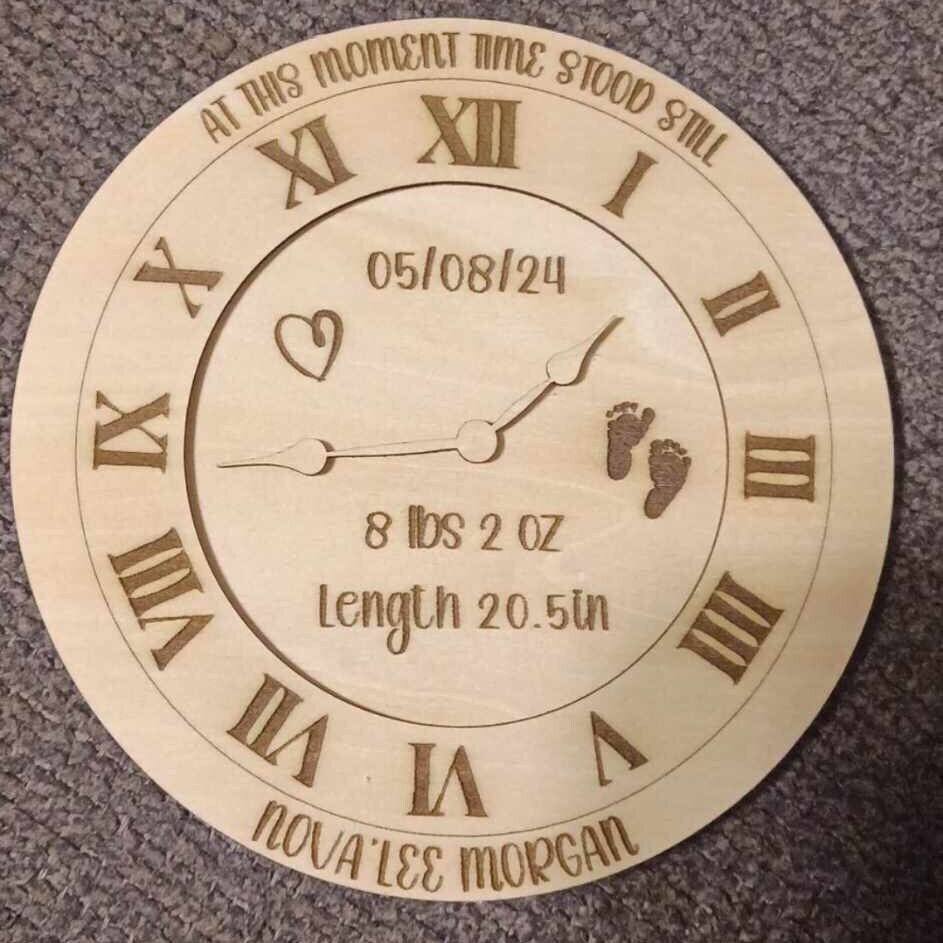 AT THIS MOMENT TIME STOOD STILL
XII
I
II
III
IIII
V
VI
VII
VIII
IX
X
XI
05/08/24
8 lbs 2 oz
Length 20.5in
NOVA'LEE MORGAN